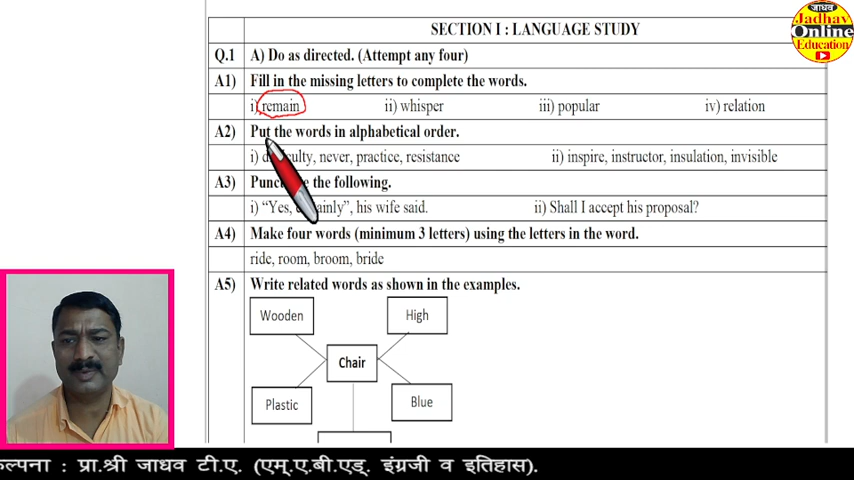 SECTION I : LANGUAGE STUDY
जाधव
Jadhav
Online
Education
Q.1 A) Do as directed. (Attempt any four)
A1) Fill in the missing letters to complete the words.
i) remain ii) whisper iii) popular iv) relation
A2) Put the words in alphabetical order.
i) never, practice, resistance ii) inspire, instructor, insulation, invisible
A3) the following.
i) “Yes, his wife said. ii) Shall I accept his proposal?
A4) Make four words (minimum 3 letters) using the letters in the word.
ride, room, broom, bride
A5) Write related words as shown in the examples.
Wooden High
Chair
Plastic Blue
कल्पना : प्रा.श्री जाधव टी.ए. (एम्.ए.बी.एड्. इंग्रजी व इतिहास).